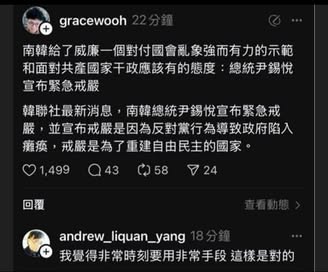 gracewooh 22分鐘
南韓給了威廉一個對付國會亂象強而有力的示範
和面對共產國家干政應該有的態度：總統尹錫悅
宣布緊急戒嚴
韓聯社最新消息，南韓總統尹錫悅宣布緊急戒
嚴，並宣布戒嚴是因為反對黨行為導致政府陷入
癱瘓，戒嚴是為了重建自由民主的國家。
1,499 43 58 24
回覆 查看動態 >
andrew_liquan_yang 18分鐘
我覺得非常時刻要用非常手段 這樣是對的